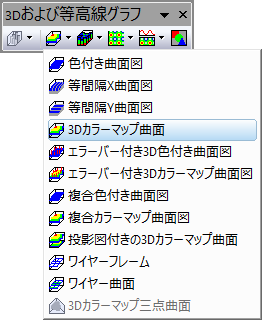 3Dおよび等高線グラフ
色付き曲面図
等間隔X曲面図
等間隔Y曲面図
3Dカラーマップ曲面
エラーバー付き3D色付き曲面図
エラーバー付き3Dカラーマップ曲面図
複合色付き曲面図
複合カラーマップ曲面図
投影図付きの3Dカラーマップ曲面
ワイヤーフレーム
ワイヤー曲面
3Dカラーマップ三点曲面